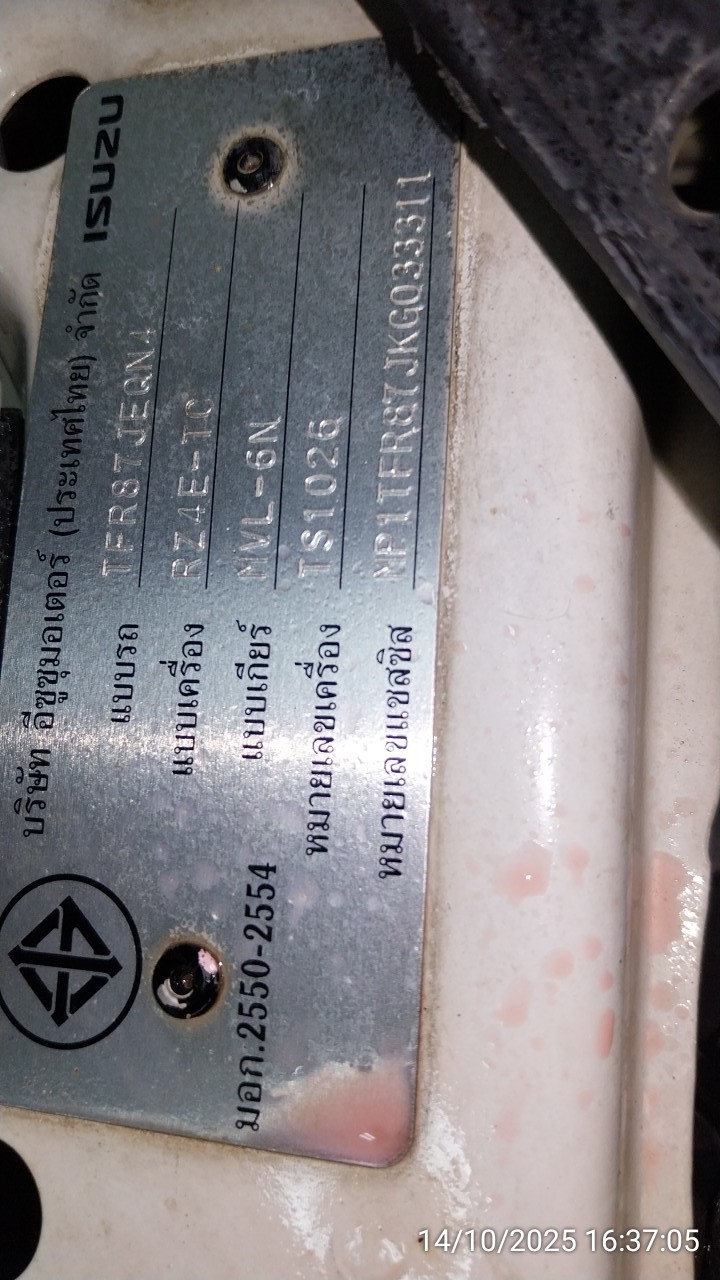 บริษัท อีซูซุมอเตอร์ (ประเทศไทย) จำกัด ISUZU
แบบรถ TFR87JEQN4
แบบเครื่อง RZ4E-TC
แบบเกียร์ MVL-6N
หมายเลขเครื่อง TS1026
หมายเลขแชสซิส MP1TFR87JKG033311
มอก.2550-2554
14/10/2025 16:37:05